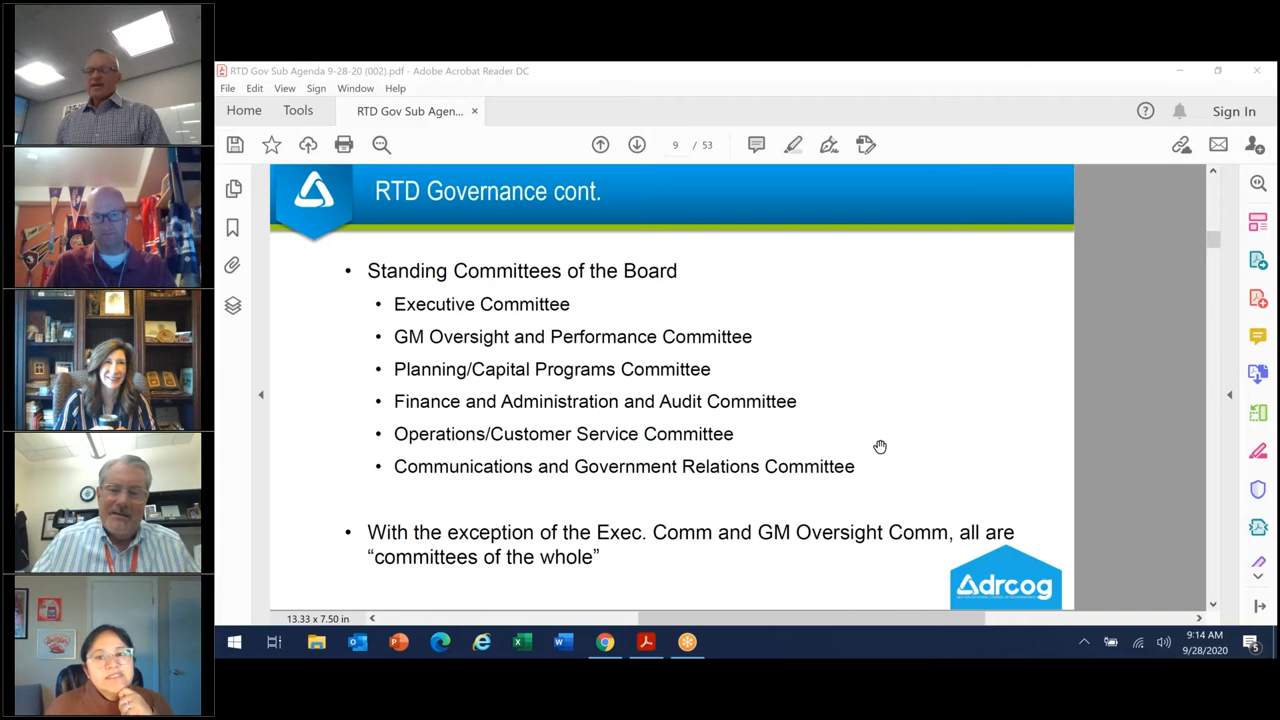 RTD Gov Sub Agenda 9-28-20 (002).pdf - Adobe Acrobat Reader DC
File Edit View Sign Window Help
Home Tools RTD Gov Sub Agen... × Sign In
9 / 53
RTD Governance cont.
• Standing Committees of the Board
• Executive Committee
• GM Oversight and Performance Committee
• Planning/Capital Programs Committee
• Finance and Administration and Audit Committee
• Operations/Customer Service Committee
• Communications and Government Relations Committee
• With the exception of the Exec. Comm and GM Oversight Comm, all are
“committees of the whole”
drcog
13.33 x 7.50 in
9:14 AM
9/28/2020
5